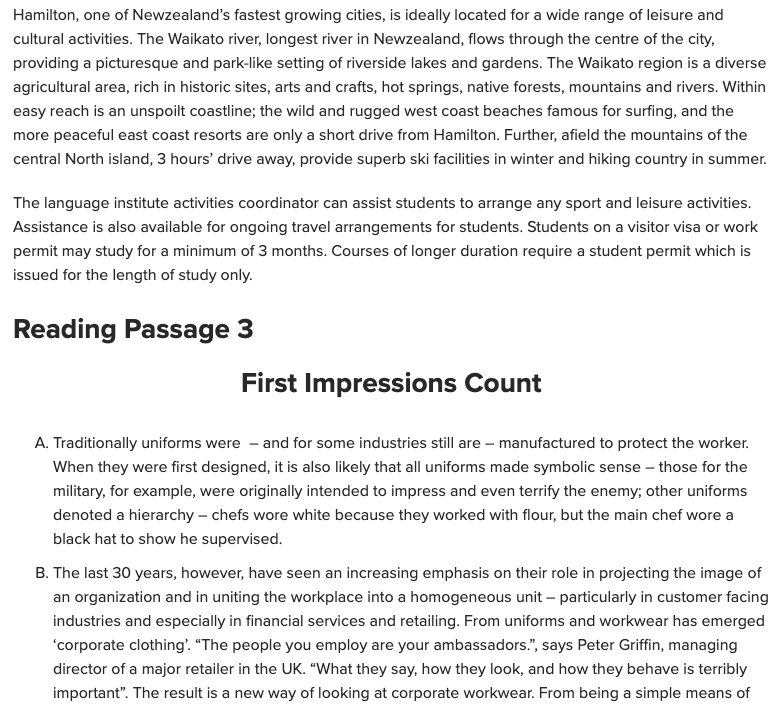 Hamilton, one of Newzealand’s fastest growing cities, is ideally located for a wide range of leisure and
cultural activities. The Waikato river, longest river in Newzealand, flows through the centre of the city,
providing a picturesque and park-like setting of riverside lakes and gardens. The Waikato region is a diverse
agricultural area, rich in historic sites, arts and crafts, hot springs, native forests, mountains and rivers. Within
easy reach is an unspoilt coastline; the wild and rugged west coast beaches famous for surfing, and the
more peaceful east coast resorts are only a short drive from Hamilton. Further, afield the mountains of the
central North island, 3 hours’ drive away, provide superb ski facilities in winter and hiking country in summer.
The language institute activities coordinator can assist students to arrange any sport and leisure activities.
Assistance is also available for ongoing travel arrangements for students. Students on a visitor visa or work
permit may study for a minimum of 3 months. Courses of longer duration require a student permit which is
issued for the length of study only.
Reading Passage 3
First Impressions Count
A. Traditionally uniforms were – and for some industries still are – manufactured to protect the worker.
When they were first designed, it is also likely that all uniforms made symbolic sense – those for the
military, for example, were originally intended to impress and even terrify the enemy; other uniforms
denoted a hierarchy – chefs wore white because they worked with flour, but the main chef wore a
black hat to show he supervised.
B. The last 30 years, however, have seen an increasing emphasis on their role in projecting the image of
an organization and in uniting the workplace into a homogeneous unit – particularly in customer facing
industries and especially in financial services and retailing. From uniforms and workwear has emerged
‘corporate clothing’. “The people you employ are your ambassadors.”, says Peter Griffin, managing
director of a major retailer in the UK. “What they say, how they look, and how they behave is terribly
important”. The result is a new way of looking at corporate workwear. From being a simple means of